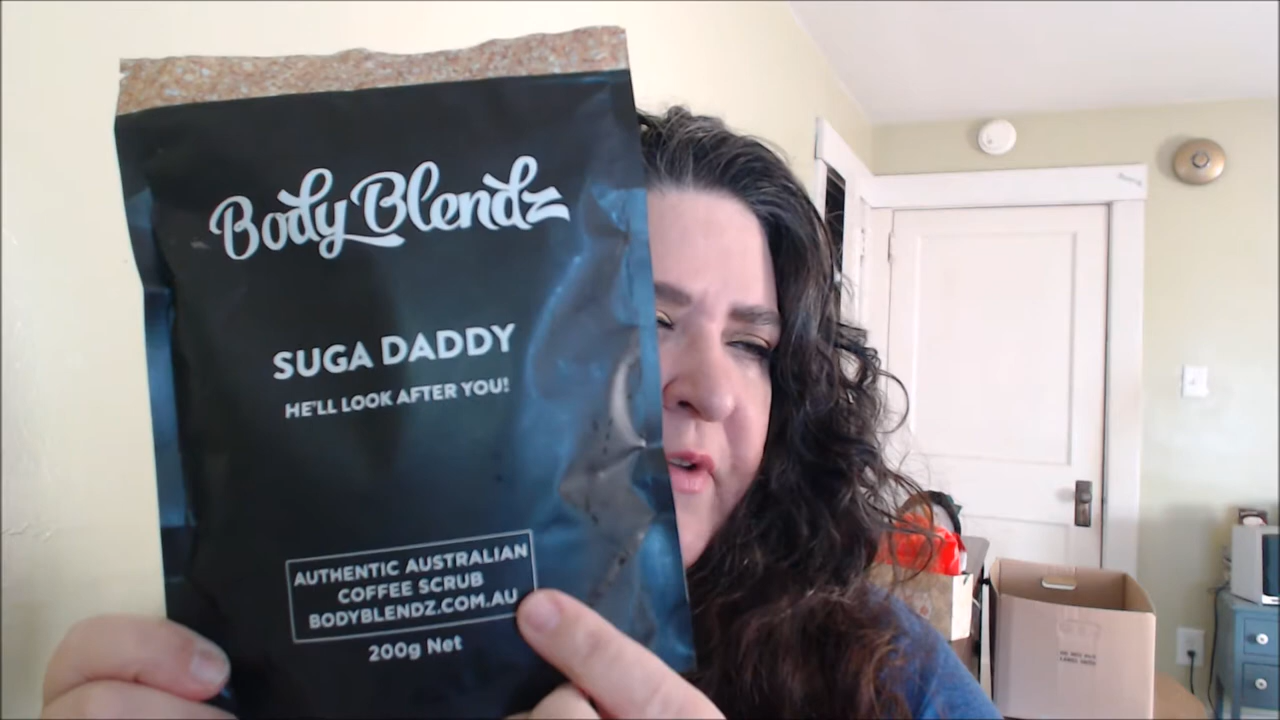 Body Blendz
SUGA DADDY
HE'LL LOOK AFTER YOU!
AUTHENTIC AUSTRALIAN
COFFEE SCRUB
BODYBLENDZ.COM.AU
200g Net